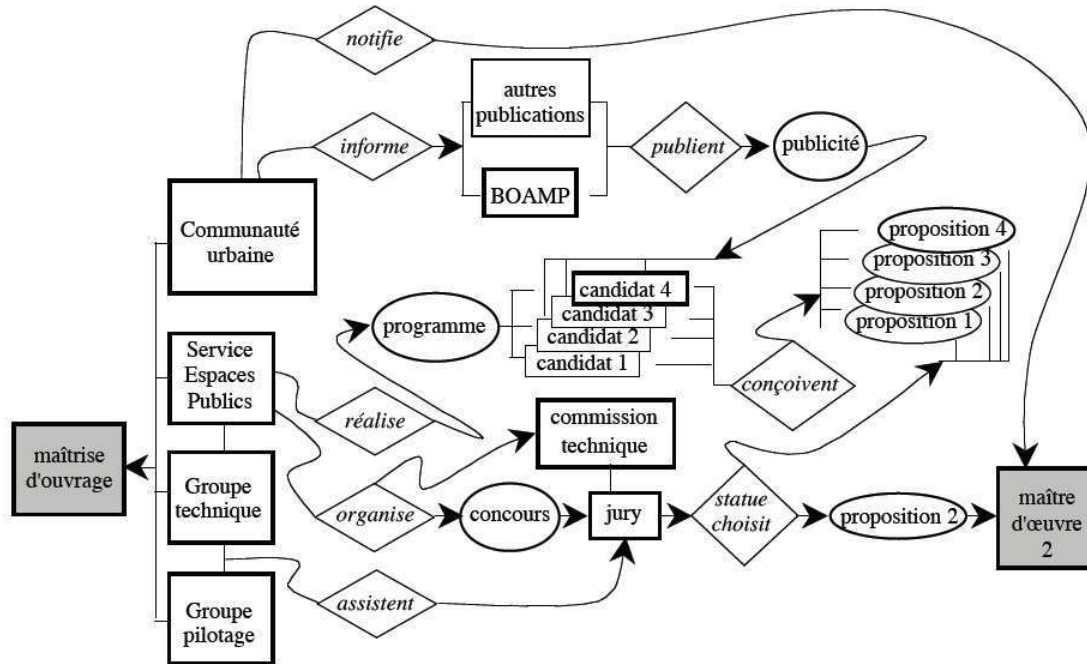 notifie
autres
publications
informe
publient
publicité
BOAMP
Communauté
urbaine
proposition 4
proposition 3
proposition 2
proposition 1
candidat 4
candidat 3
candidat 2
candidat 1
programme
Service
Espaces
Publics
conçoivent
réalise
commission
technique
maîtrise
d'ouvrage
Groupe
technique
organise
concours
jury
statue
choisit
proposition 2
maître
d'œuvre
2
assistent
Groupe
pilotage